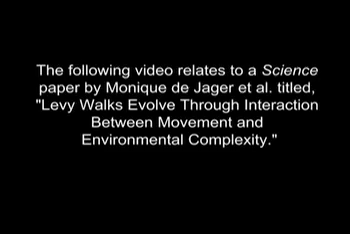 The following video relates to a Science
paper by Monique de Jager et al. titled,
"Levy Walks Evolve Through Interaction
Between Movement and
Environmental Complexity."